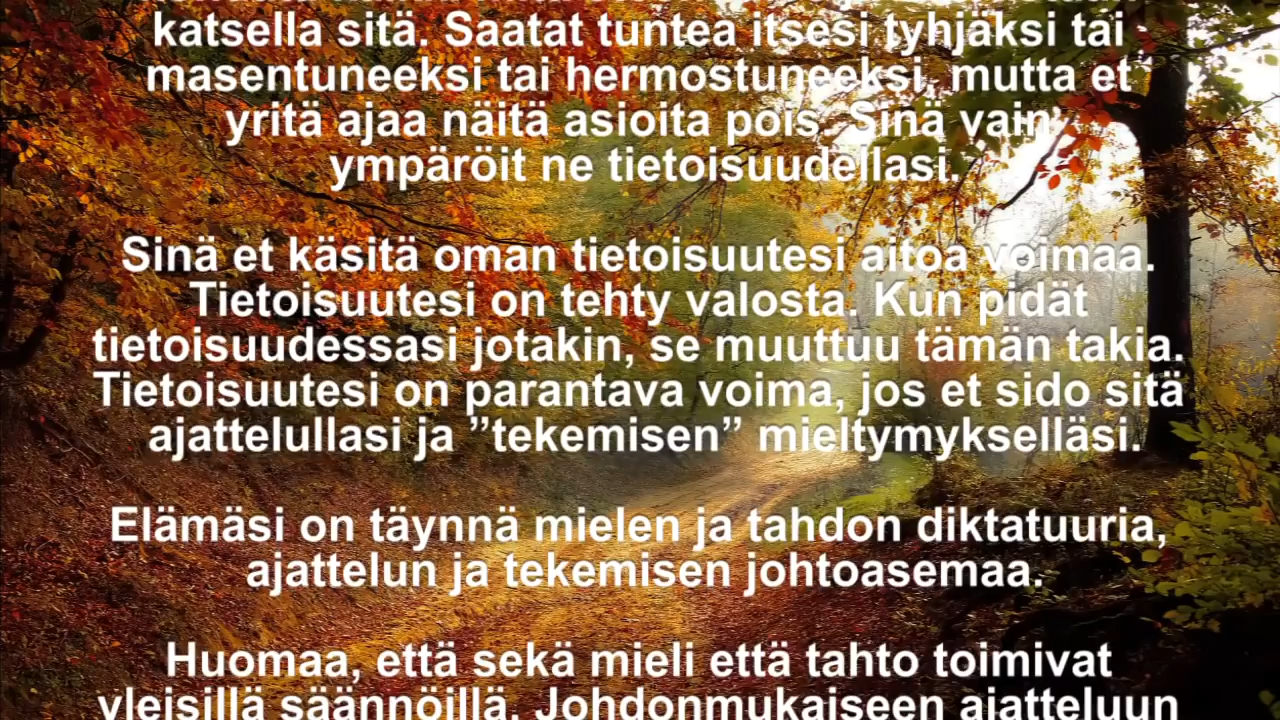 katsella sitä. Saatat tuntea itsesi tyhjäksi tai
masentuneeksi tai hermostuneeksi, mutta et
yritä ajaa näitä asioita pois. Sinä vain
ympäröit ne tietoisuudellasi.
Sinä et käsitä oman tietoisuutesi aitoa voimaa.
Tietoisuutesi on tehty valosta. Kun pidät
tietoisuudessasi jotakin, se muuttuu tämän takia.
Tietoisuutesi on parantava voima, jos et sido sitä
ajattelullasi ja ”tekemisen” mieltymykselläsi.
Elämäsi on täynnä mielen ja tahdon diktatuuria,
ajattelun ja tekemisen johtoasemaa.
Huomaa, että sekä mieli että tahto toimivat
yleisillä säännöillä. Johdonmukaiseen ajatteluun